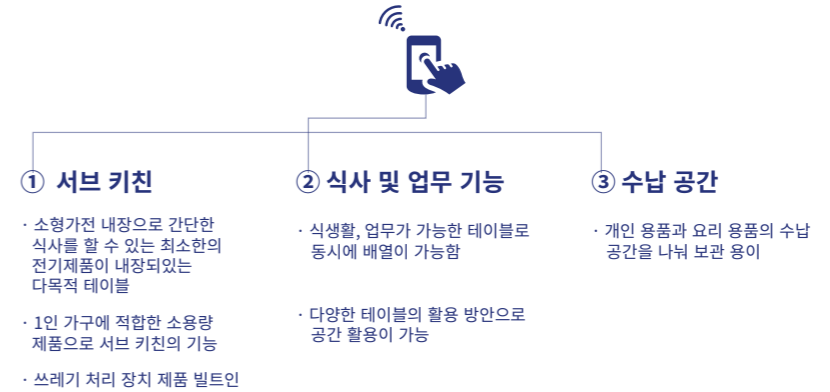 ① 서브 키친
· 소형가전 내장으로 간단한
식사를 할 수 있는 최소한의
전기제품이 내장되있는
다목적 테이블
· 1인 가구에 적합한 소용량
제품으로 서브 키친의 기능
· 쓰레기 처리 장치 제품 빌트인
② 식사 및 업무 기능
· 식생활, 업무가 가능한 테이블로
동시에 배열이 가능함
· 다양한 테이블의 활용 방안으로
공간 활용이 가능
③ 수납 공간
· 개인 용품과 요리 용품의 수납
공간을 나눠 보관 용이